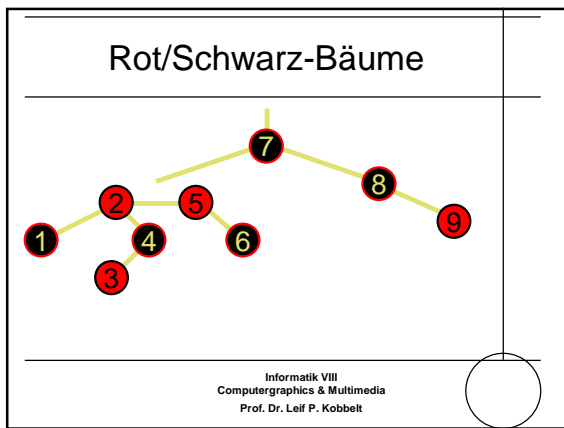 Rot/Schwarz-Bäume
7
8
2
5
9
1
4
6
3
Informatik VIII
Computergraphics & Multimedia
Prof. Dr. Leif P. Kobbelt